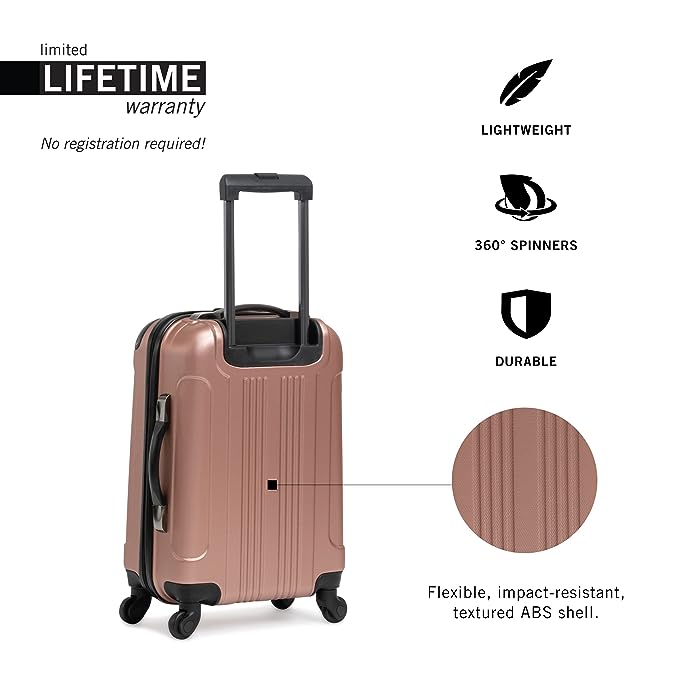 limited
LIFETIME
warranty
No registration required!
LIGHTWEIGHT
360° SPINNERS
DURABLE
Flexible, impact-resistant,
textured ABS shell.